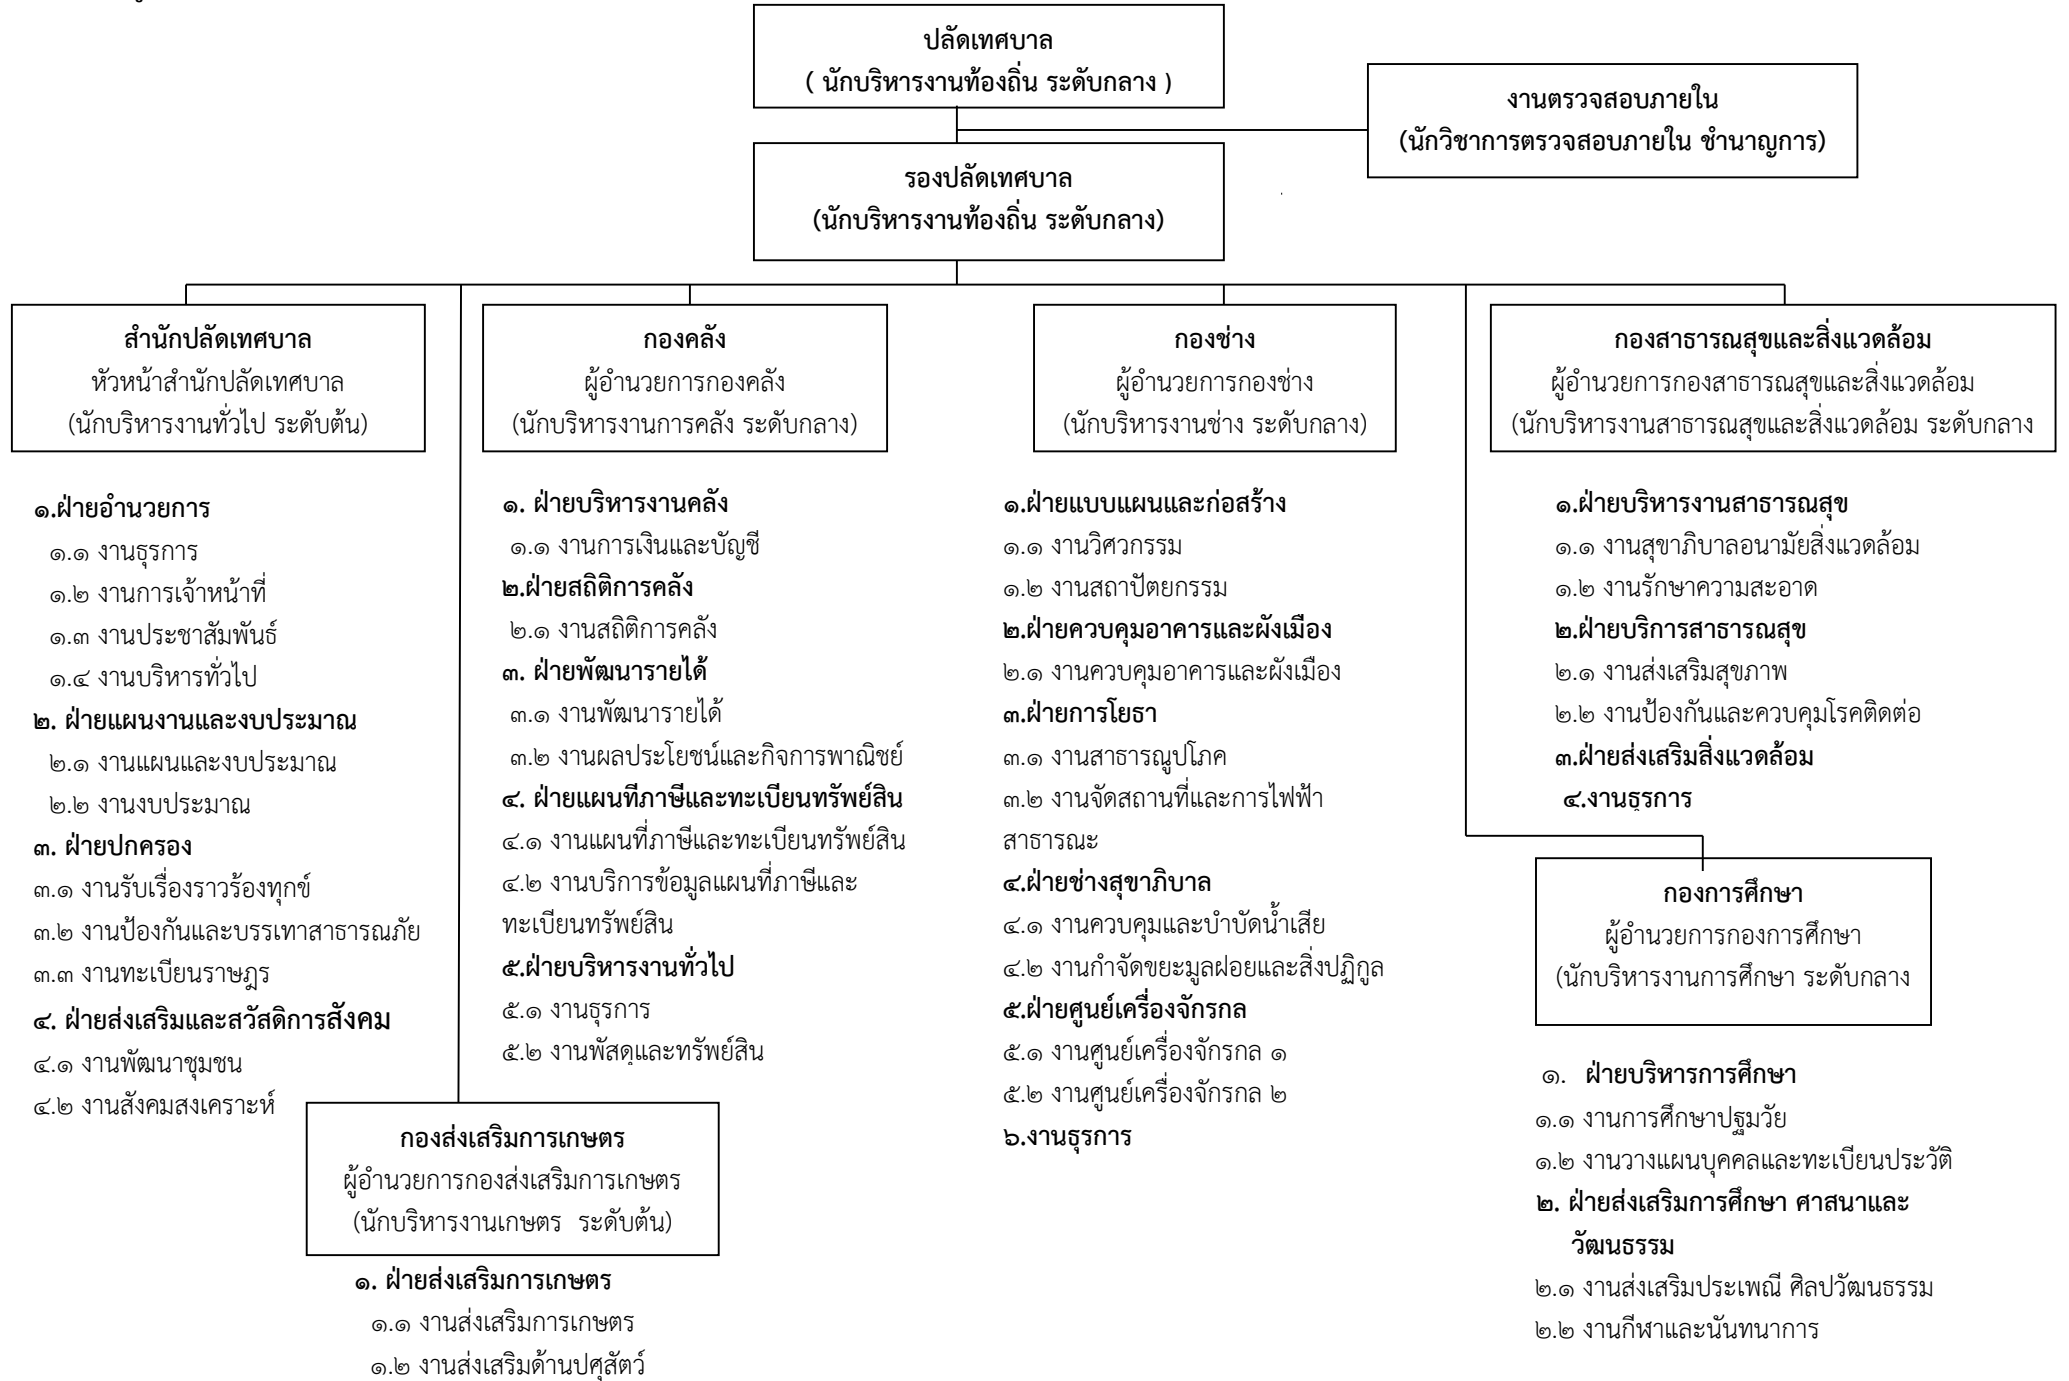 ปลัดเทศบาล
( นักบริหารงานท้องถิ่น ระดับกลาง )
งานตรวจสอบภายใน
(นักวิชาการตรวจสอบภายใน ชำนาญการ)
รองปลัดเทศบาล
(นักบริหารงานท้องถิ่น ระดับกลาง)
สำนักปลัดเทศบาล
หัวหน้าสำนักปลัดเทศบาล
(นักบริหารงานทั่วไป ระดับต้น)
๑.ฝ่ายอำนวยการ
๑.๑ งานธุรการ
๑.๒ งานการเจ้าหน้าที่
๑.๓ งานประชาสัมพันธ์
๑.๔ งานบริหารทั่วไป
๒. ฝ่ายแผนงานและงบประมาณ
๒.๑ งานแผนและงบประมาณ
๒.๒ งานงบประมาณ
๓. ฝ่ายปกครอง
๓.๑ งานรับเรื่องราวร้องทุกข์
๓.๒ งานป้องกันและบรรเทาสาธารณภัย
๓.๓ งานทะเบียนราษฎร
๔. ฝ่ายส่งเสริมและสวัสดิการสังคม
๔.๑ งานพัฒนาชุมชน
๔.๒ งานสังคมสงเคราะห์
กองคลัง
ผู้อำนวยการกองคลัง
(นักบริหารงานการคลัง ระดับกลาง)
๑. ฝ่ายบริหารงานคลัง
๑.๑ งานการเงินและบัญชี
๒.ฝ่ายสถิติการคลัง
๒.๑ งานสถิติการคลัง
๓. ฝ่ายพัฒนารายได้
๓.๑ งานพัฒนารายได้
๓.๒ งานผลประโยชน์และกิจการพาณิชย์
๔. ฝ่ายแผนทีภาษีและทะเบียนทรัพย์สิน
๔.๑ งานแผนที่ภาษีและทะเบียนทรัพย์สิน
๔.๒ งานบริการข้อมูลแผนที่ภาษีและ
ทะเบียนทรัพย์สิน
๕.ฝ่ายบริหารงานทั่วไป
๕.๑ งานธุรการ
๕.๒ งานพัสดุและทรัพย์สิน
กองส่งเสริมการเกษตร
ผู้อำนวยการกองส่งเสริมการเกษตร
(นักบริหารงานเกษตร ระดับต้น)
๑. ฝ่ายส่งเสริมการเกษตร
๑.๑ งานส่งเสริมการเกษตร
๑.๒ งานส่งเสริมด้านปศุสัตว์
กองช่าง
ผู้อำนวยการกองช่าง
(นักบริหารงานช่าง ระดับกลาง)
๑.ฝ่ายแบบแผนและก่อสร้าง
๑.๑ งานวิศวกรรม
๑.๒ งานสถาปัตยกรรม
๒.ฝ่ายควบคุมอาคารและผังเมือง
๒.๑ งานควบคุมอาคารและผังเมือง
๓.ฝ่ายการโยธา
๓.๑ งานสาธารณูปโภค
๓.๒ งานจัดสถานที่และการไฟฟ้า
สาธารณะ
๔.ฝ่ายช่างสุขาภิบาล
๔.๑ งานควบคุมและบำบัดน้ำเสีย
๔.๒ งานกำจัดขยะมูลฝอยและสิ่งปฏิกูล
๕.ฝ่ายศูนย์เครื่องจักรกล
๕.๑ งานศูนย์เครื่องจักรกล ๑
๕.๒ งานศูนย์เครื่องจักรกล ๒
๖.งานธุรการ
กองสาธารณสุขและสิ่งแวดล้อม
ผู้อำนวยการกองสาธารณสุขและสิ่งแวดล้อม
(นักบริหารงานสาธารณสุขและสิ่งแวดล้อม ระดับกลาง
๑.ฝ่ายบริหารงานสาธารณสุข
๑.๑ งานสุขาภิบาลอนามัยสิ่งแวดล้อม
๑.๒ งานรักษาความสะอาด
๒.ฝ่ายบริการสาธารณสุข
๒.๑ งานส่งเสริมสุขภาพ
๒.๒ งานป้องกันและควบคุมโรคติดต่อ
๓.ฝ่ายส่งเสริมสิ่งแวดล้อม
๔.งานธุรการ
กองการศึกษา
ผู้อำนวยการกองการศึกษา
(นักบริหารงานการศึกษา ระดับกลาง
๑. ฝ่ายบริหารการศึกษา
๑.๑ งานการศึกษาปฐมวัย
๑.๒ งานวางแผนบุคคลและทะเบียนประวัติ
๒. ฝ่ายส่งเสริมการศึกษา ศาสนาและ
วัฒนธรรม
๒.๑ งานส่งเสริมประเพณี ศิลปวัฒนธรรม
๒.๒ งานกีฬาและนันทนาการ